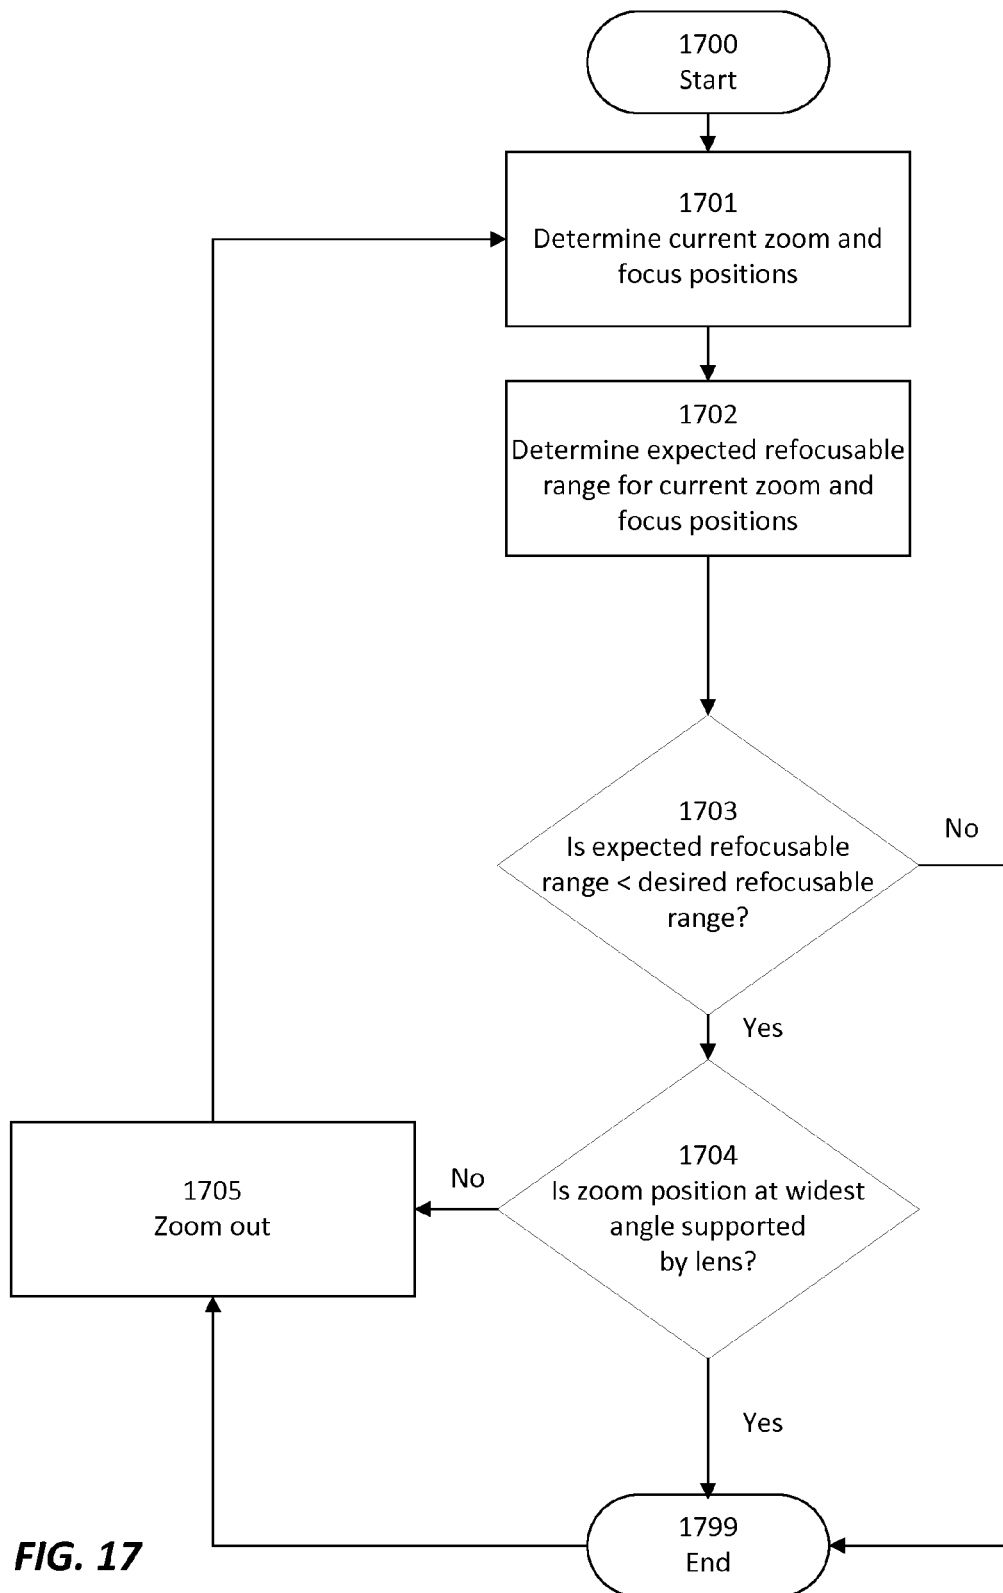 1700
Start
1701
Determine current zoom and
focus positions
1702
Determine expected refocusable
range for current zoom and
focus positions
1703
Is expected refocusable
range < desired refocusable
range?
No
Yes
1704
Is zoom position at widest
angle supported
by lens?
No
1705
Zoom out
Yes
1799
End
FIG. 17